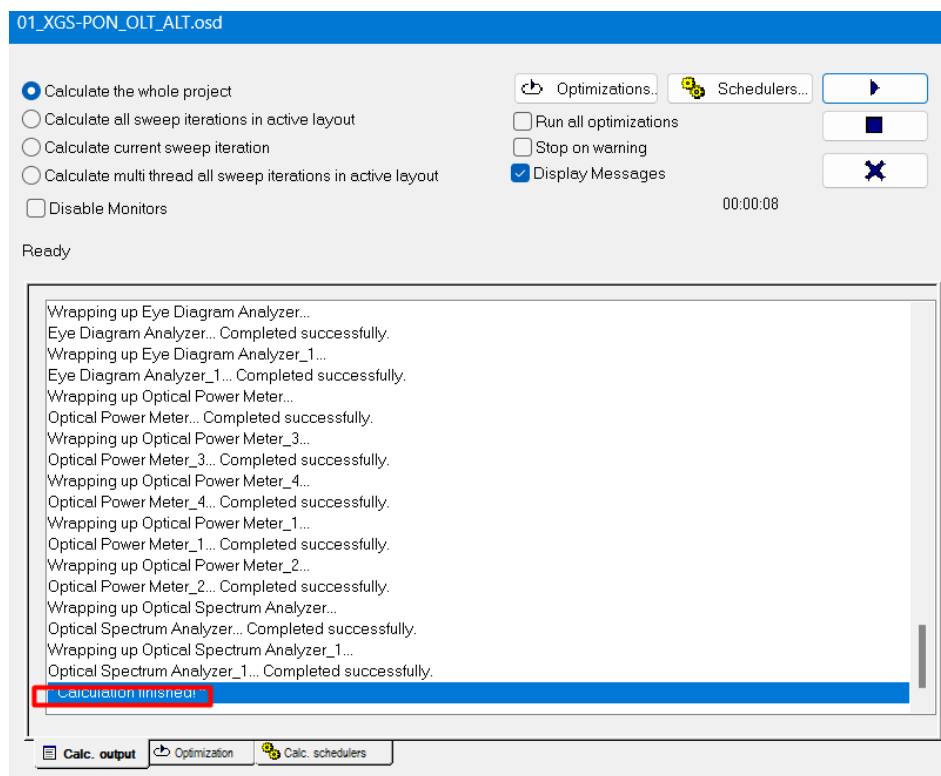 01_XGS-PON_OLT_ALT.osd
Calculate the whole project
Optimizations..
Schedulers...
Calculate all sweep iterations in active layout
Run all optimizations
Calculate current sweep iteration
Stop on warning
Calculate multi thread all sweep iterations in active layout
Display Messages
Disable Monitors
00:00:08
Ready
Wrapping up Eye Diagram Analyzer...
Eye Diagram Analyzer... Completed successfully.
Wrapping up Eye Diagram Analyzer_1...
Eye Diagram Analyzer_1... Completed successfully.
Wrapping up Optical Power Meter...
Optical Power Meter... Completed successfully.
Wrapping up Optical Power Meter_3...
Optical Power Meter_3... Completed successfully.
Wrapping up Optical Power Meter_4...
Optical Power Meter_4... Completed successfully.
Wrapping up Optical Power Meter_1...
Optical Power Meter_1... Completed successfully.
Wrapping up Optical Power Meter_2...
Optical Power Meter_2... Completed successfully.
Wrapping up Optical Spectrum Analyzer...
Optical Spectrum Analyzer... Completed successfully.
Wrapping up Optical Spectrum Analyzer_1...
Optical Spectrum Analyzer_1... Completed successfully.
* Calculation finished! *
Calc. output
Optimization
Calc. schedulers